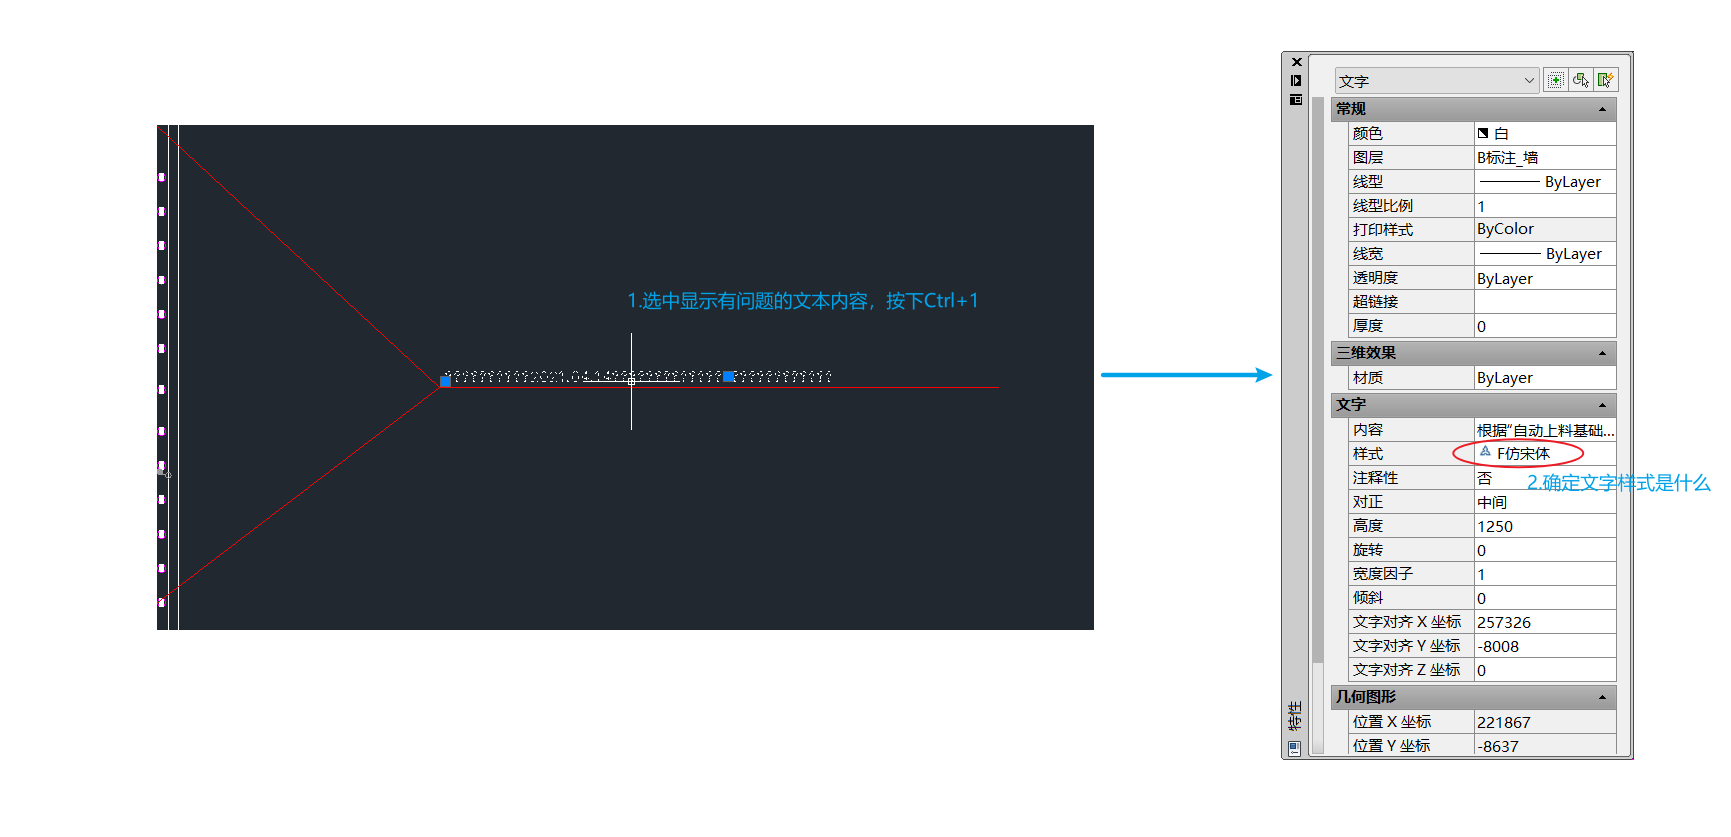 1.选中显示有问题的文本内容，按下Ctrl+1
文字
常规
颜色 白
图层 B标注_墙
线型 ByLayer
线型比例 1
打印样式 ByColor
线宽 ByLayer
透明度 ByLayer
超链接
厚度 0
三维效果
材质 ByLayer
文字
内容 根据“自动上料基础...
样式 F仿宋体
注释性 否
2.确定文字样式是什么
对正 中间
高度 1250
旋转 0
宽度因子 1
倾斜 0
文字对齐 X 坐标 257326
文字对齐 Y 坐标 -8008
文字对齐 Z 坐标 0
几何图形
位置 X 坐标 221867
位置 Y 坐标 -8637
特性